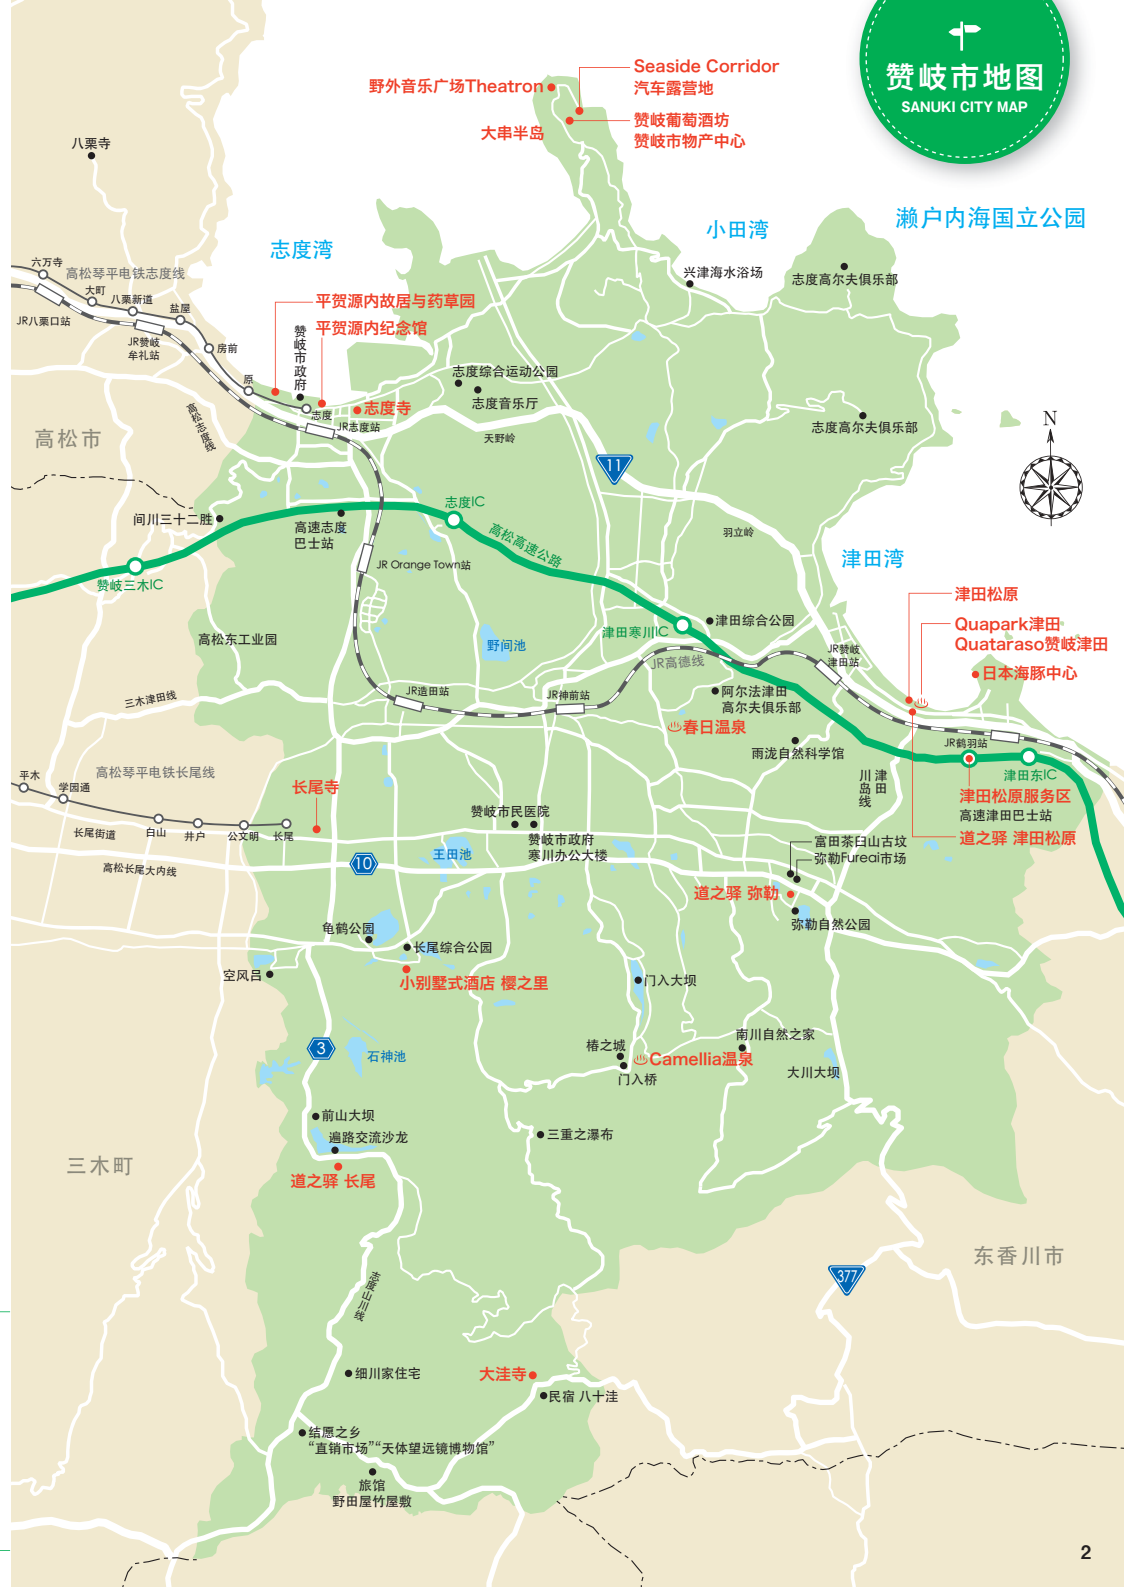 赞岐市地图
SANUKI CITY MAP
Seaside Corridor
汽车露营地
野外音乐广场Theatron
赞岐葡萄酒坊
赞岐市物产中心
大串半岛
八栗寺
濑户内海国立公园
小田湾
志度湾
兴津海水浴场
志度高尔夫俱乐部
六万寺
高松琴平电铁志度线
大町
八栗新道
盐屋
JR八栗口站
JR赞岐
牟礼站
房前
原
平贺源内故居与药草园
平贺源内纪念馆
赞岐市政府
志度
志度寺
JR志度站
志度综合运动公园
志度音乐厅
天野岭
志度高尔夫俱乐部
高松志度线
高松市
N
11
间川三十二胜
高速志度
巴士站
志度IC
高松高速公路
羽立岭
赞岐三木IC
JR Orange Town站
津田湾
津田松原
Quapark津田
Quataraso赞岐津田
日本海豚中心
高松东工业园
野间池
津田寒川IC
津田综合公园
JR高德线
JR赞岐
津田站
三木津田线
JR造田站
JR神前站
阿尔法津田
高尔夫俱乐部
春日温泉
雨泷自然科学馆
JR鹤羽站
津田川岛线
津田东IC
津田松原服务区
高速津田巴士站
道之驿 津田松原
平木
学园通
高松琴平电铁长尾线
长尾街道
白山
井户
公文明
长尾
长尾寺
赞岐市民医院
赞岐市政府
寒川办公大楼
王田池
10
高松长尾大内线
富田茶臼山古坟
弥勒Fureai市场
道之驿 弥勒
弥勒自然公园
龟鹤公园
长尾综合公园
空风吕
小别墅式酒店 樱之里
门入大坝
3
石神池
椿之城
Camellia温泉
门入桥
南川自然之家
大川大坝
前山大坝
遍路交流沙龙
道之驿 长尾
三重之瀑布
三木町
东香川市
377
志度山川线
细川家住宅
大洼寺
民宿 八十洼
结愿之乡
“直销市场”“天体望远镜博物馆”
旅馆
野田屋竹屋敷
2